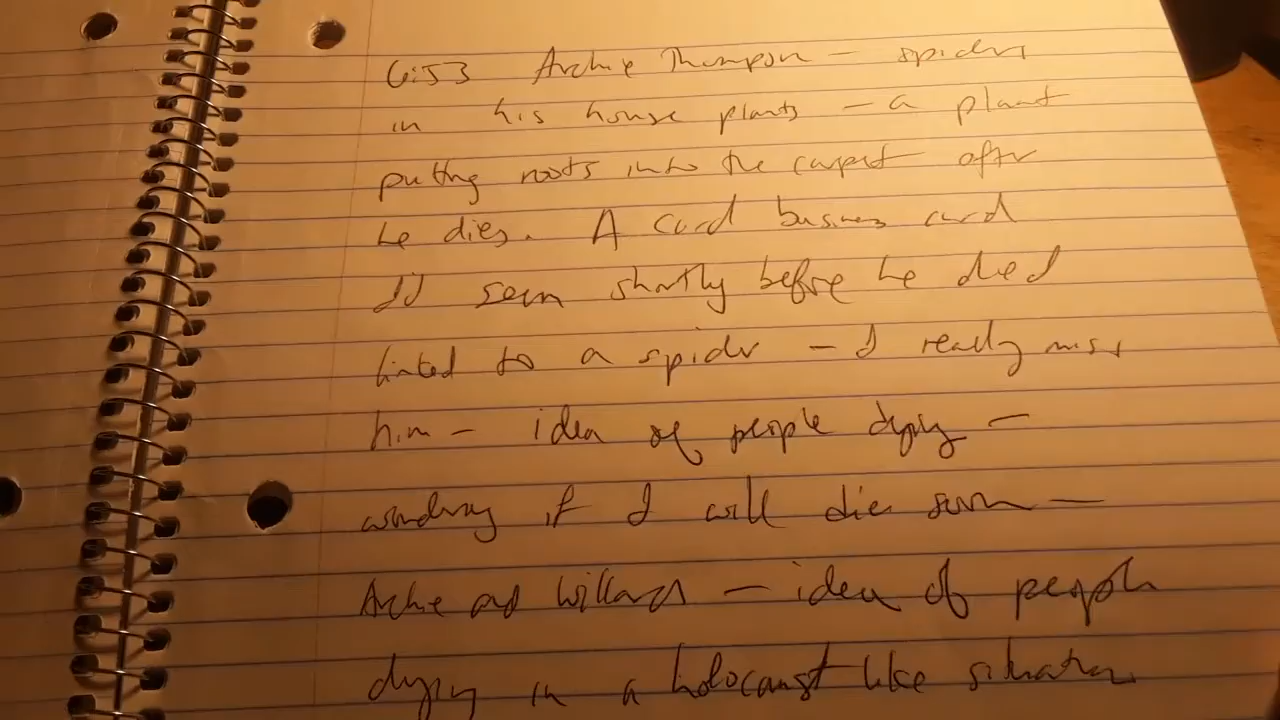 6:53 Archie Thompson — spiders
in his house plants — a plant
putting roots into the carpet after
he dies. A card business card
I'd seen shortly before he died
linked to a spider — I really miss
him — idea of people dying —
wondering if I will die soon —
Archie and Willard — idea of people
dying in a holocaust like situation